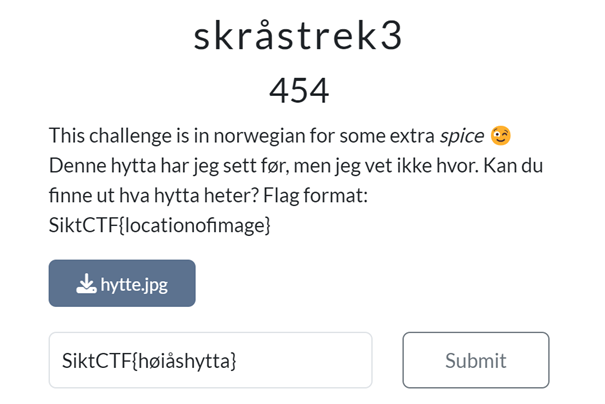 skråstrek3
454
This challenge is in norwegian for some extra spice 😉
Denne hytta har jeg sett før, men jeg vet ikke hvor. Kan du
finne ut hva hytta heter? Flag format:
SiktCTF{locationofimage}
hytte.jpg
SiktCTF{høiåshytta} Submit